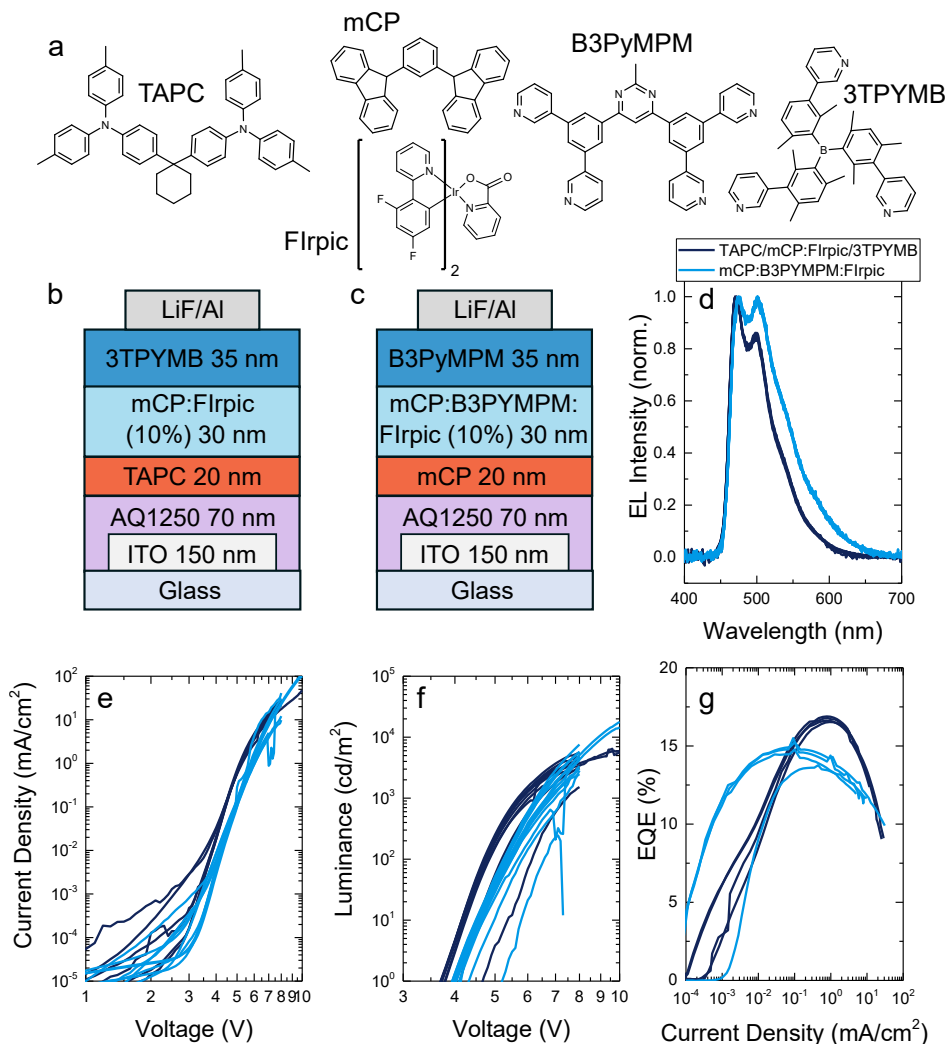 a
TAPC
mCP
B3PyMPM
3TPYMB
FIrpic
N
N
N
Ir
O
O
N
F
F
2
N
N
N
N
N
N
N
N
B
N
TAPC/mCP:FIrpic/3TPYMB
mCP:B3PYMPM:FIrpic
b
LiF/Al
3TPYMB 35 nm
mCP:FIrpic
(10%) 30 nm
TAPC 20 nm
AQ1250 70 nm
ITO 150 nm
Glass
c
LiF/Al
B3PyMPM 35 nm
mCP:B3PYMPM:
FIrpic (10%) 30 nm
mCP 20 nm
AQ1250 70 nm
ITO 150 nm
Glass
d
EL Intensity (norm.)
1.0
0.8
0.6
0.4
0.2
0.0
400 500 600 700
Wavelength (nm)
e
Current Density (mA/cm²)
10²
10¹
10⁰
10⁻¹
10⁻²
10⁻³
10⁻⁴
10⁻⁵
1 2 3 4 5 6 7 8 9 10
Voltage (V)
f
Luminance (cd/m²)
10⁵
10⁴
10³
10²
10¹
10⁰
3 4 5 6 7 8 9 10
Voltage (V)
g
EQE (%)
20
15
10
5
0
10⁻⁴ 10⁻³ 10⁻² 10⁻¹ 10⁰ 10¹ 10²
Current Density (mA/cm²)